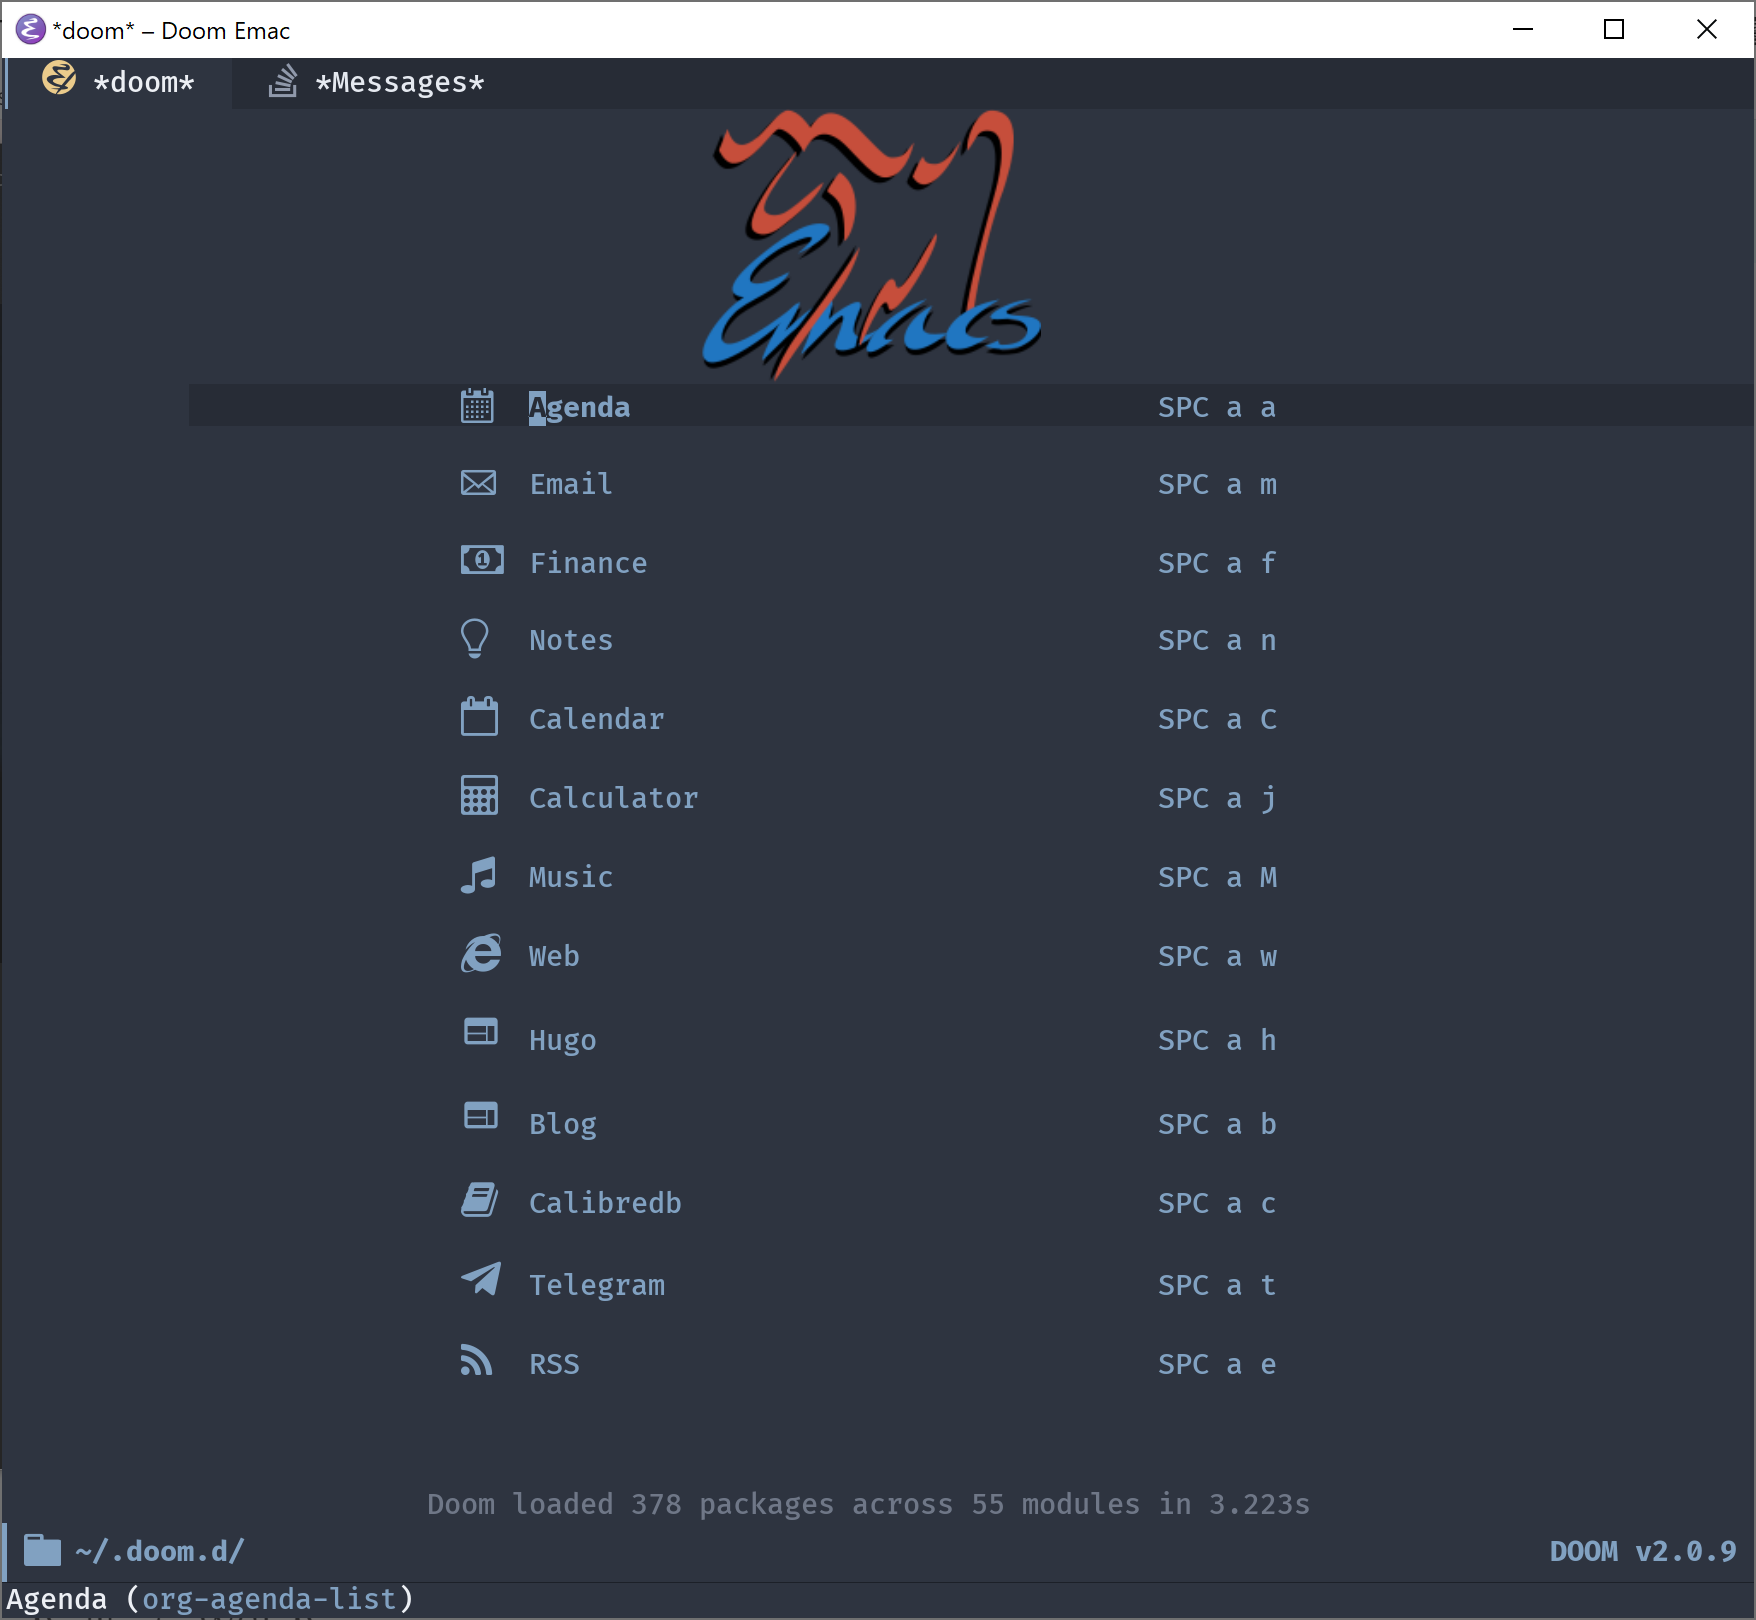 *doom* – Doom Emac
*doom* *Messages*
Emacs
Agenda SPC a a
Email SPC a m
Finance SPC a f
Notes SPC a n
Calendar SPC a C
Calculator SPC a j
Music SPC a M
Web SPC a w
Hugo SPC a h
Blog SPC a b
Calibredb SPC a c
Telegram SPC a t
RSS SPC a e
Doom loaded 378 packages across 55 modules in 3.223s
~/.doom.d/ DOOM v2.0.9
Agenda (org-agenda-list)